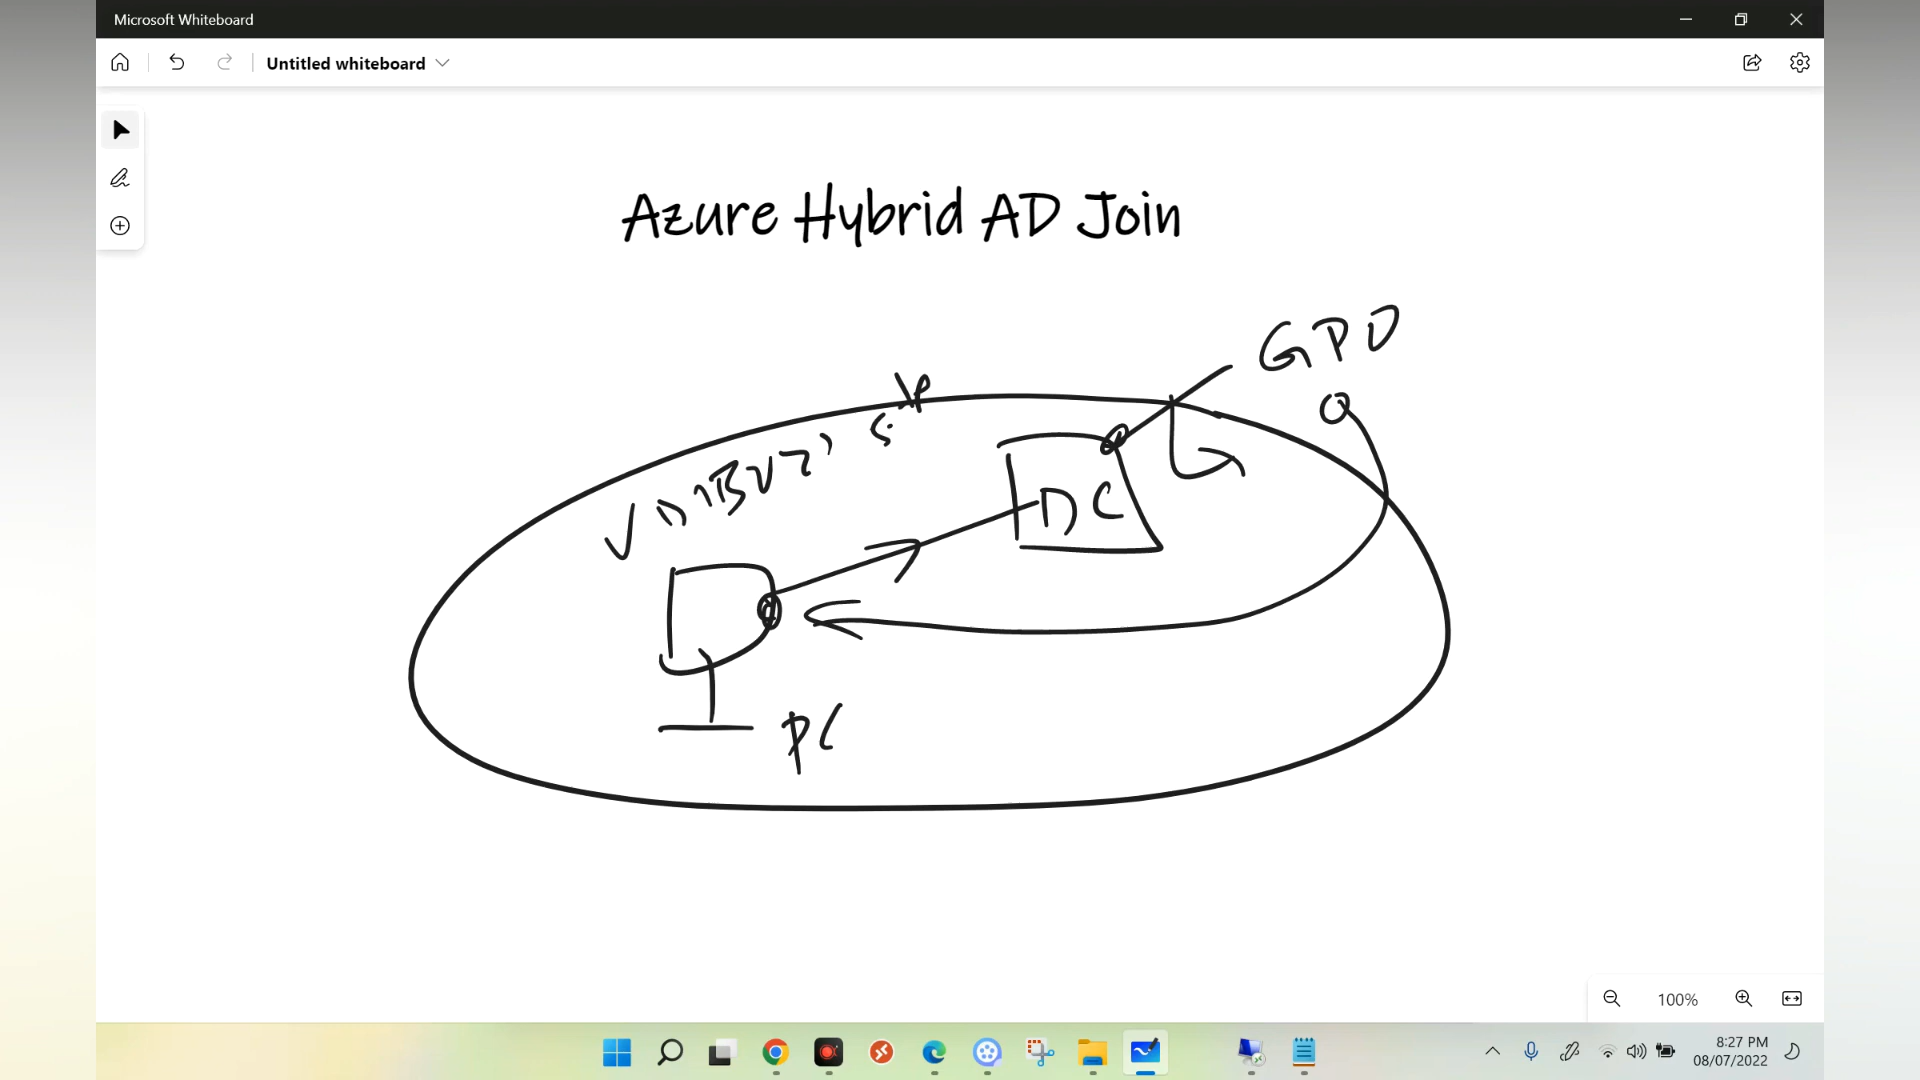 Microsoft Whiteboard
Untitled whiteboard
Azure Hybrid AD Join
GPO
DC
PC
100%
8:27 PM
08/07/2022